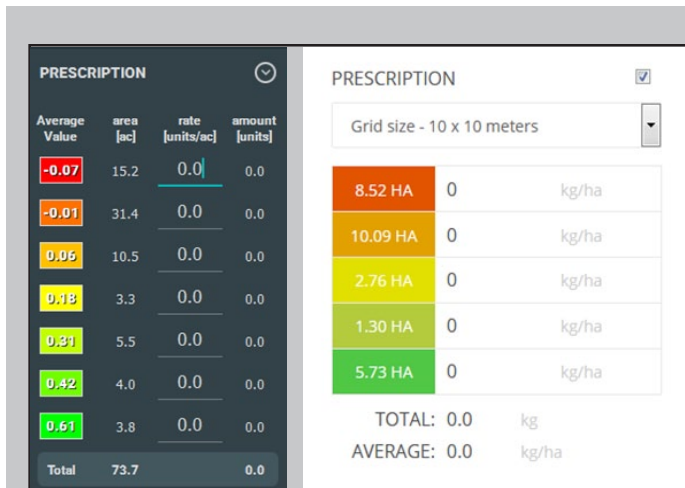 PRESCRIPTION
Average Value area [ac] rate [units/ac] amount [units]
-0.07 15.2 0.0 0.0
-0.01 31.4 0.0 0.0
0.06 10.5 0.0 0.0
0.18 3.3 0.0 0.0
0.31 5.5 0.0 0.0
0.42 4.0 0.0 0.0
0.61 3.8 0.0 0.0
Total 73.7 0.0
PRESCRIPTION
Grid size - 10 x 10 meters
8.52 HA 0 kg/ha
10.09 HA 0 kg/ha
2.76 HA 0 kg/ha
1.30 HA 0 kg/ha
5.73 HA 0 kg/ha
TOTAL: 0.0 kg
AVERAGE: 0.0 kg/ha